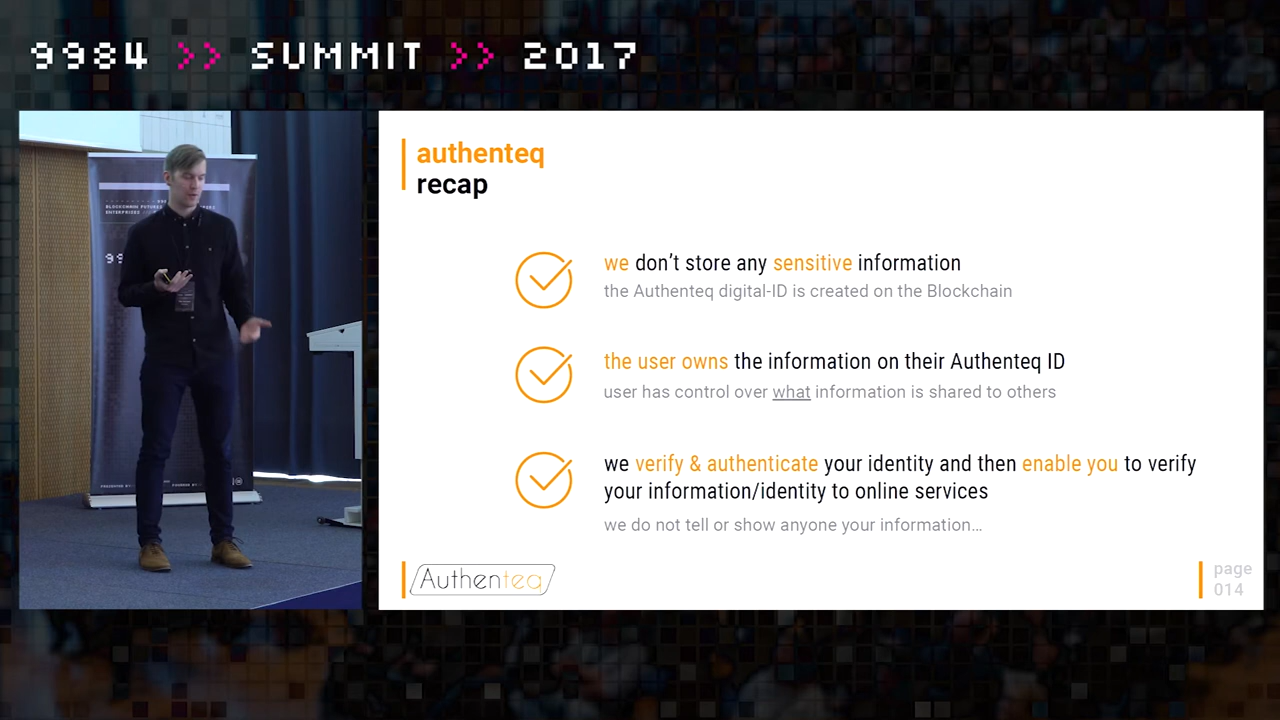 9984 >> SUMMIT >> 2017
authenteq
recap
we don't store any sensitive information
the Authenteq digital-ID is created on the Blockchain
the user owns the information on their Authenteq ID
user has control over what information is shared to others
we verify & authenticate your identity and then enable you to verify
your information/identity to online services
we do not tell or show anyone your information...
Authenteq
page
014